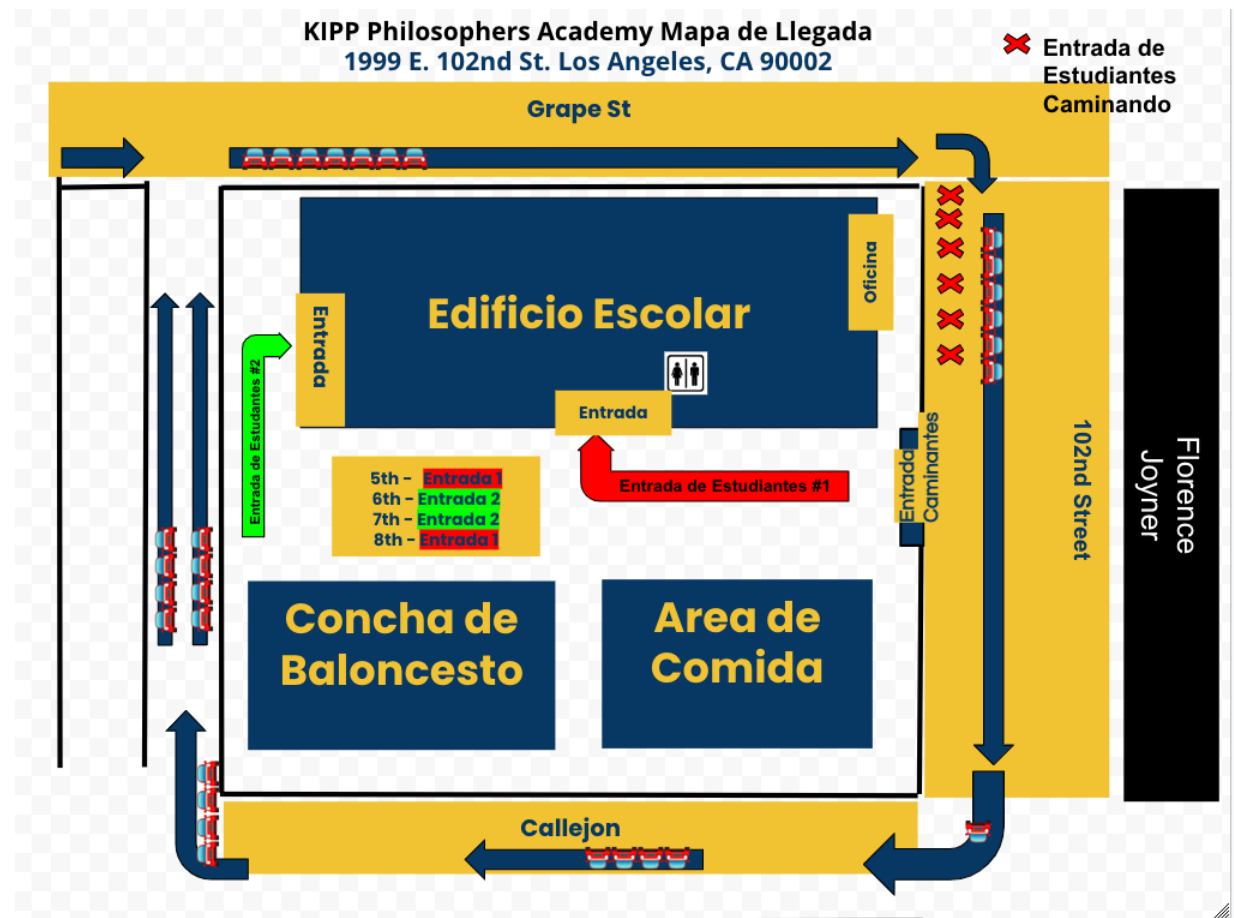 KIPP Philosophers Academy Mapa de Llegada
1999 E. 102nd St. Los Angeles, CA 90002
Entrada de
Estudiantes
Caminando
Grape St
Oficina
Edificio Escolar
Entrada
Entrada de Estudiantes #2
Entrada
5th - Entrada 1
6th - Entrada 2
7th - Entrada 2
8th - Entrada 1
Entrada de Estudiantes #1
Entrada
Caminantes
102nd Street
Florence
Joyner
Concha de
Baloncesto
Area de
Comida
Callejon